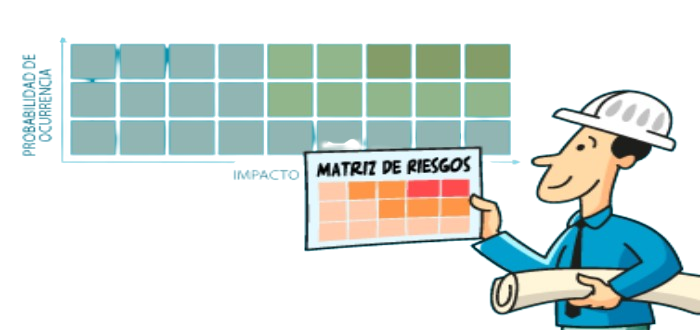 PROBABILIDAD DE
OCURRENCIA
IMPACTO
MATRIZ DE RIESGOS